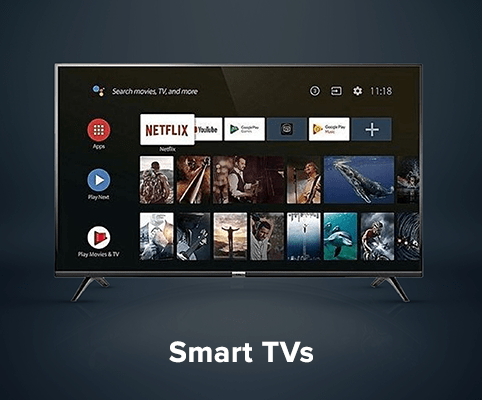 Search movies, TV, and more
11:18
Apps
NETFLIX
YouTube
Google Play
Games
Google Play
Music
Netflix
Play Next
Play Movies & TV
Smart TVs